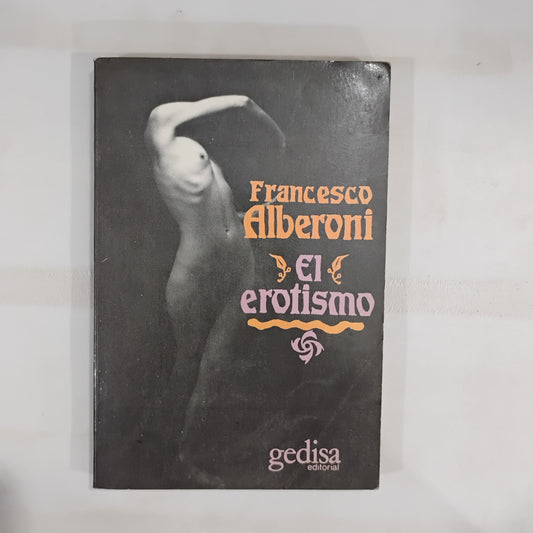 Francesco
Alberoni
El
erotismo
gedisa
editorial